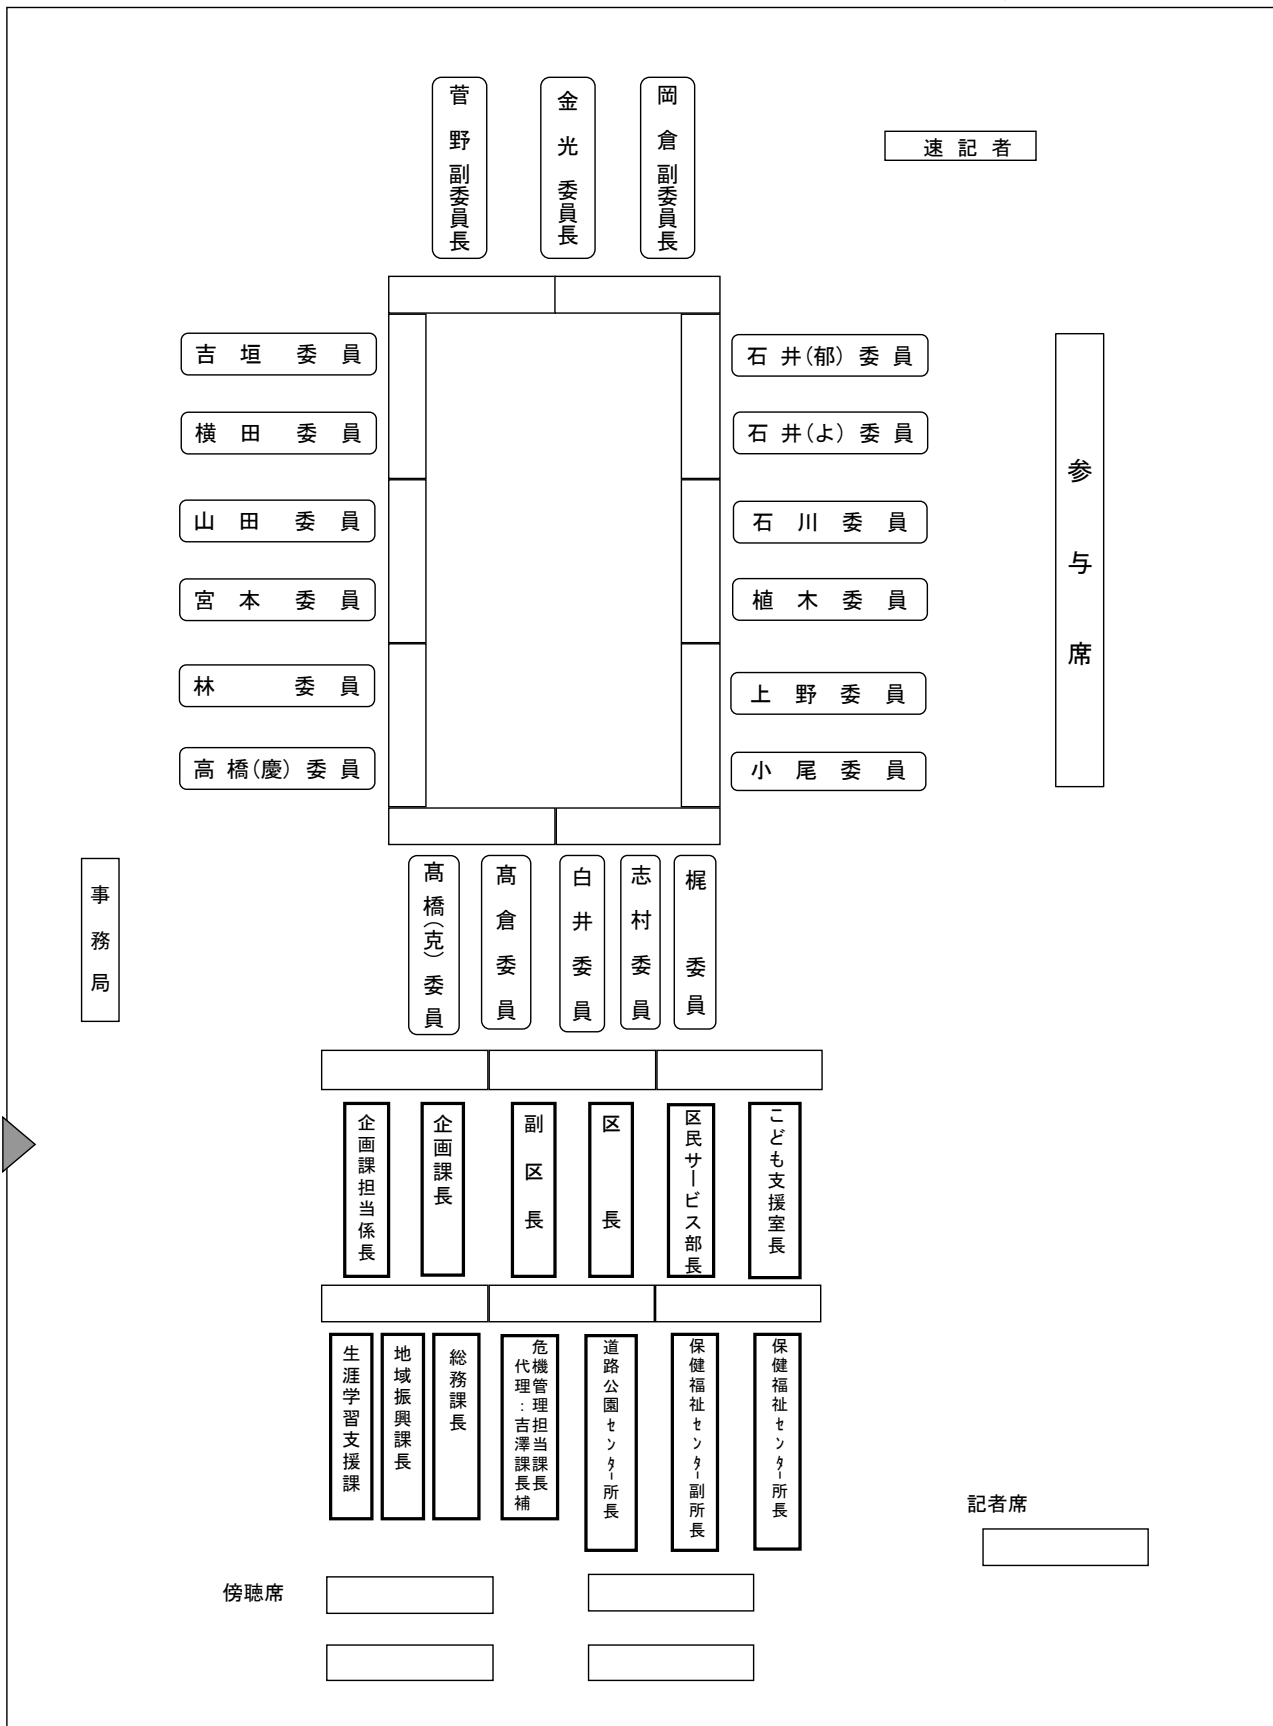 菅野副委員長
金光委員長
岡倉副委員長
速記者
吉垣委員
石井(郁)委員
横田委員
石井(よ)委員
山田委員
石川委員
宮本委員
植木委員
林委員
上野委員
高橋(慶)委員
小尾委員
参与席
事務局
髙橋(克)委員
髙倉委員
白井委員
志村委員
梶委員
企画課担当係長
企画課長
副区長
区長
区民サービス部長
こども支援室長
生涯学習支援課
地域振興課長
総務課長
危機管理担当課長
代理：吉澤課長補
道路公園ｾﾝﾀｰ所長
保健福祉ｾﾝﾀｰ副所長
保健福祉ｾﾝﾀｰ所長
記者席
傍聴席